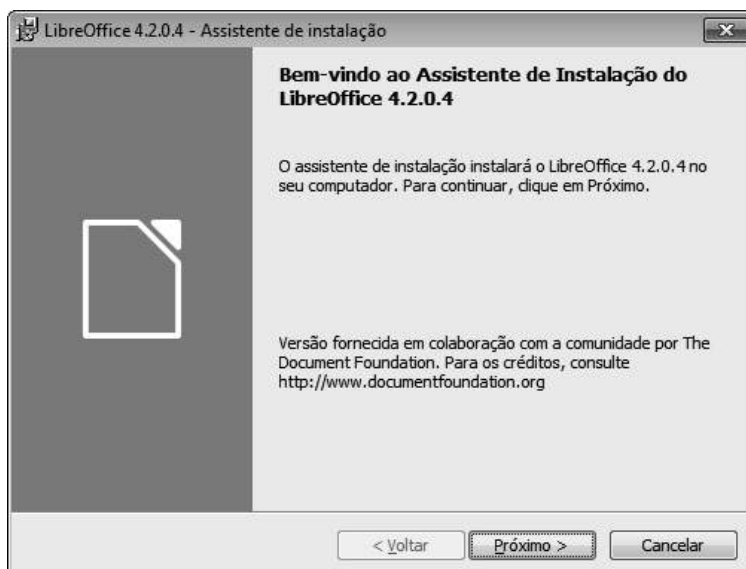 LibreOffice 4.2.0.4 - Assistente de instalação
Bem-vindo ao Assistente de Instalação do
LibreOffice 4.2.0.4
O assistente de instalação instalará o LibreOffice 4.2.0.4 no
seu computador. Para continuar, clique em Próximo.
Versão fornecida em colaboração com a comunidade por The
Document Foundation. Para os créditos, consulte
http://www.documentfoundation.org
< Voltar
Próximo >
Cancelar